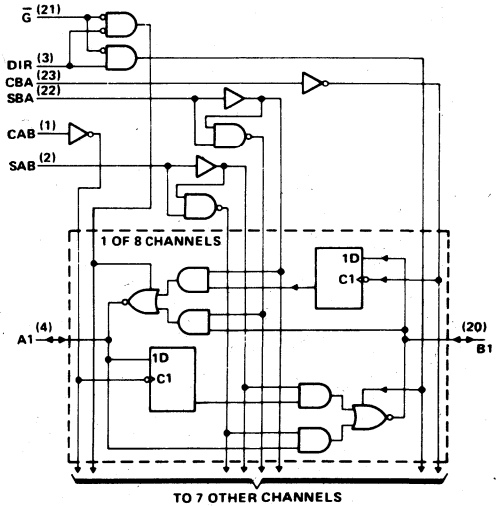 G̅ (21)
DIR (3)
CBA (23)
SBA (22)
CAB (1)
SAB (2)
1 OF 8 CHANNELS
1D
C1
A1 (4)
(20)
B1
1D
C1
TO 7 OTHER CHANNELS